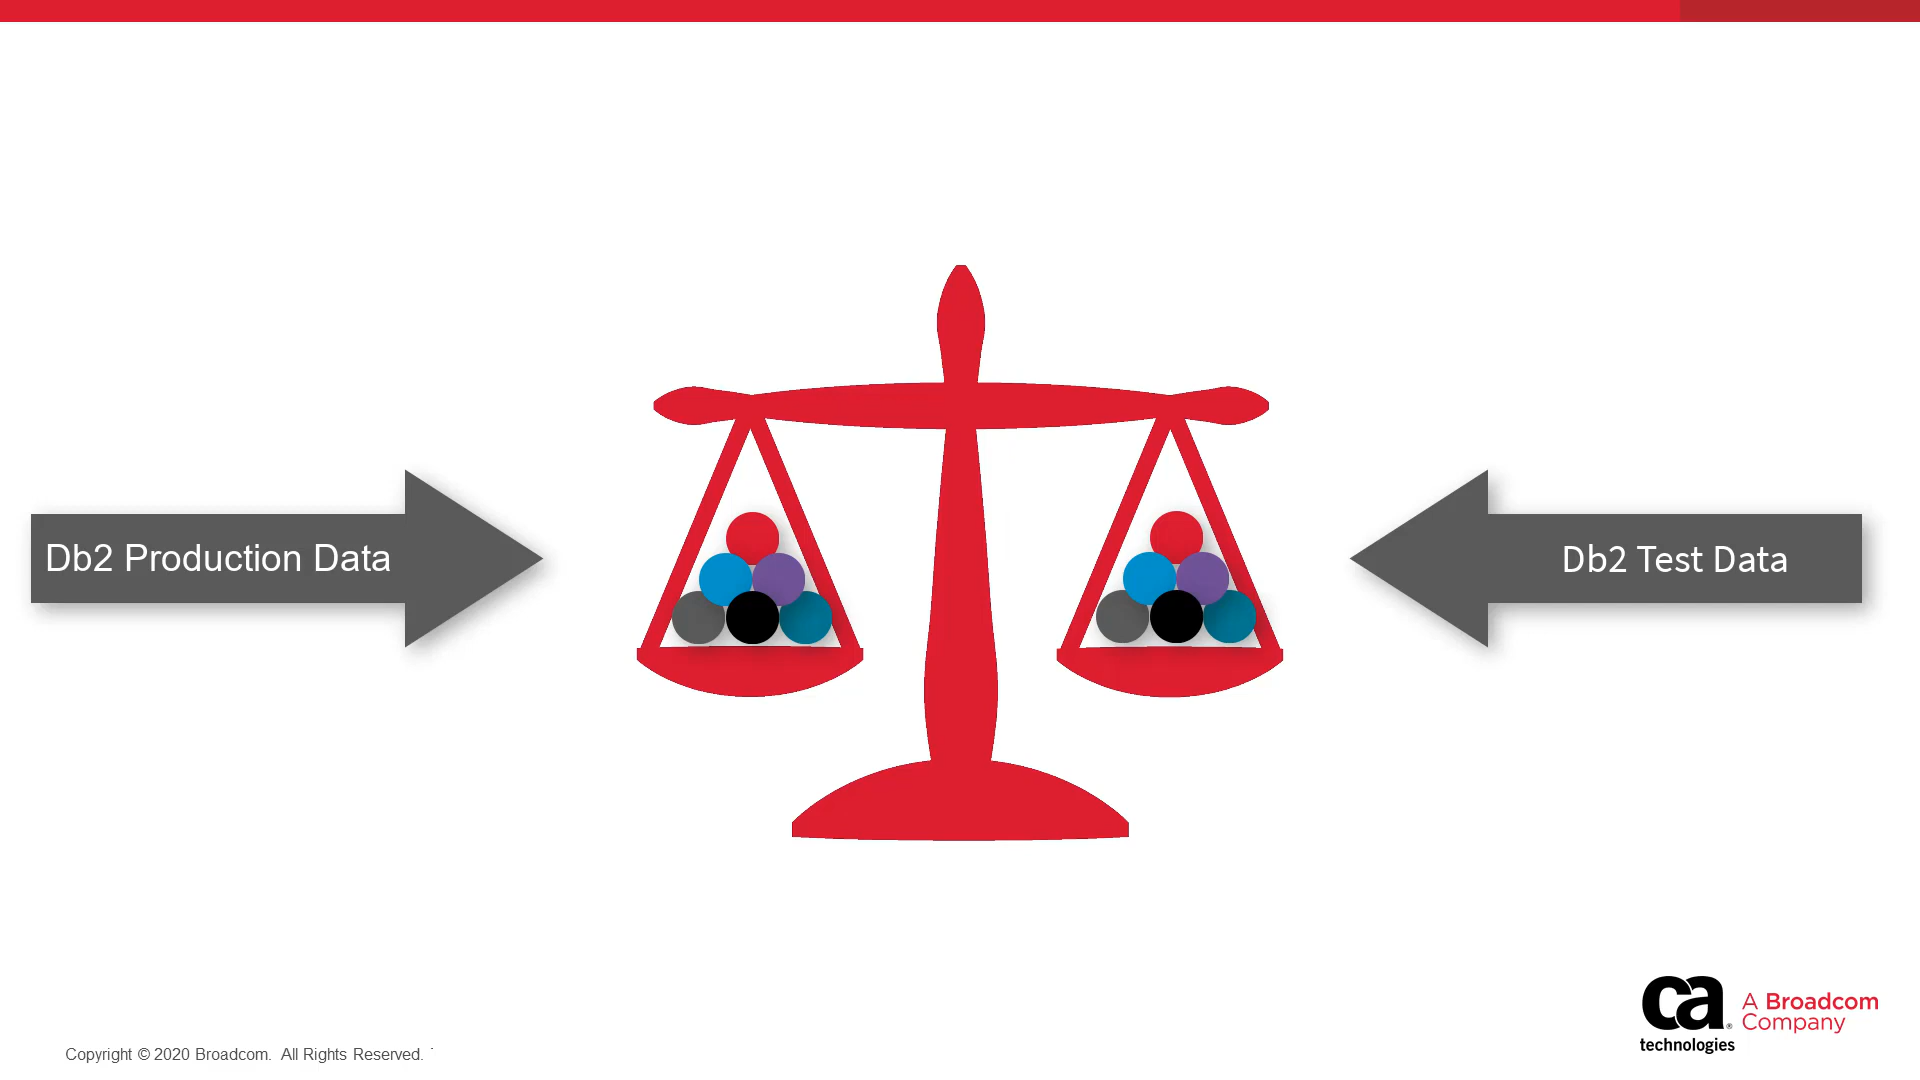 Db2 Production Data
Db2 Test Data
ca
technologies
A Broadcom
Company
Copyright © 2020 Broadcom. All Rights Reserved.